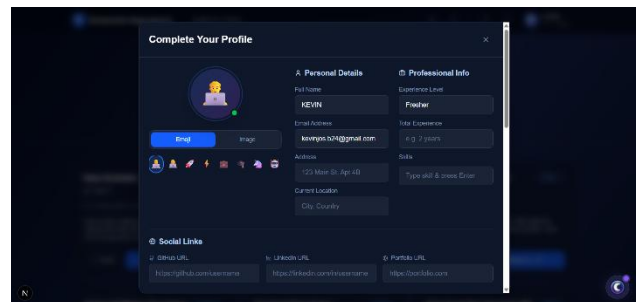 Complete Your Profile
Personal Details
Professional Info
Full Name
Experience Level
KEVIN
Fresher
Email Address
Total Experience
kevinjos.b24@gmail.com
e.g. 2 years
Emoji
Image
Address
Skills
123 Main St, Apt 4B
Type skill & press Enter
Current Location
City, Country
Social Links
GitHub URL
LinkedIn URL
Portfolio URL
https://github.com/username
https://linkedin.com/in/username
https://portfolio.com
N